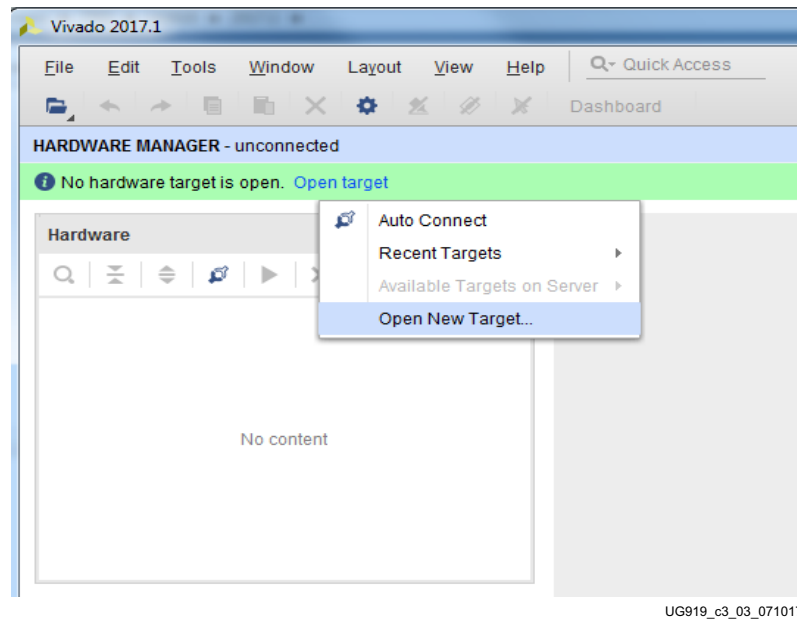 Vivado 2017.1
File Edit Tools Window Layout View Help Quick Access
Dashboard
HARDWARE MANAGER - unconnected
No hardware target is open. Open target
Hardware
Auto Connect
Recent Targets
Available Targets on Server
Open New Target...
No content
UG919_c3_03_07101